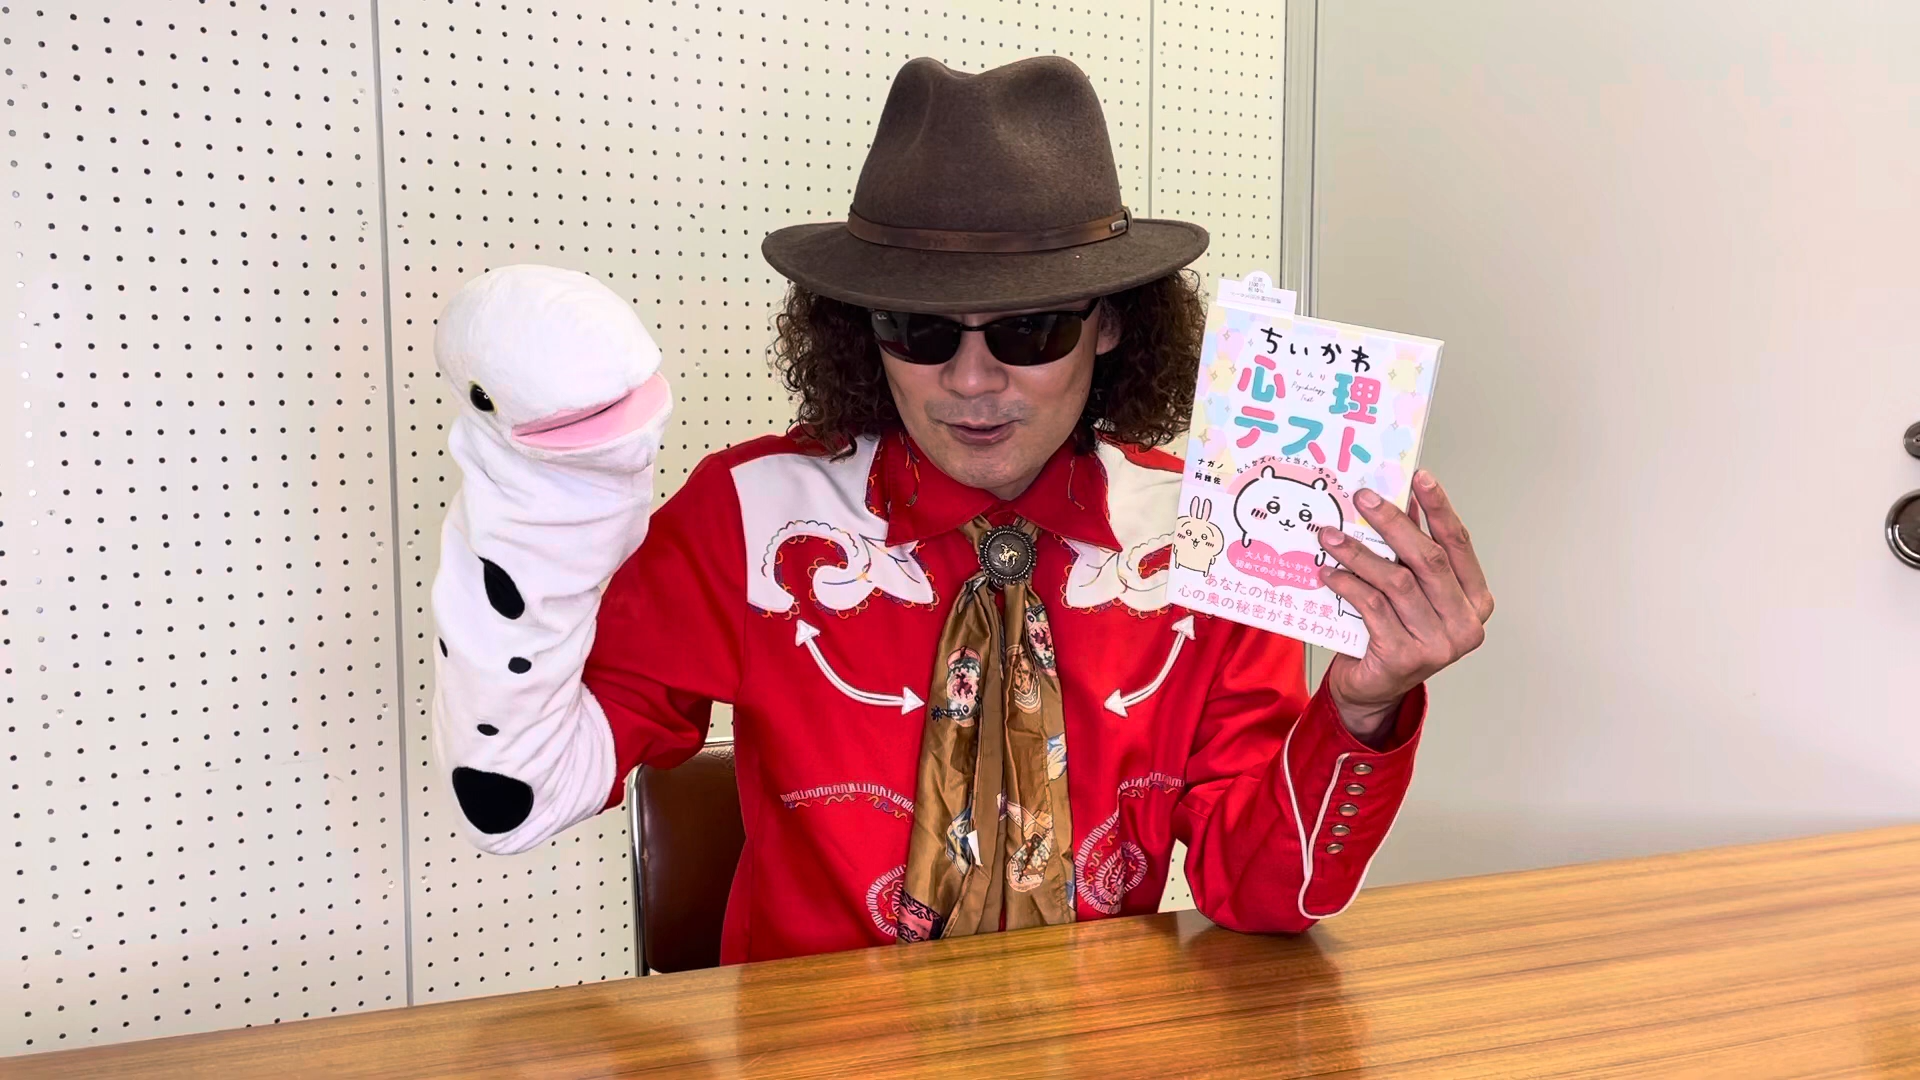 ちいかわ
しんり
心理
Psychology
Test
テスト
なんかズバッと当たっちゃうやつ
ナガノ
阿雅佐
大人気!ちいかわ
初めての心理テスト集
あなたの性格、恋愛、
心の奥の秘密がまるわかり!